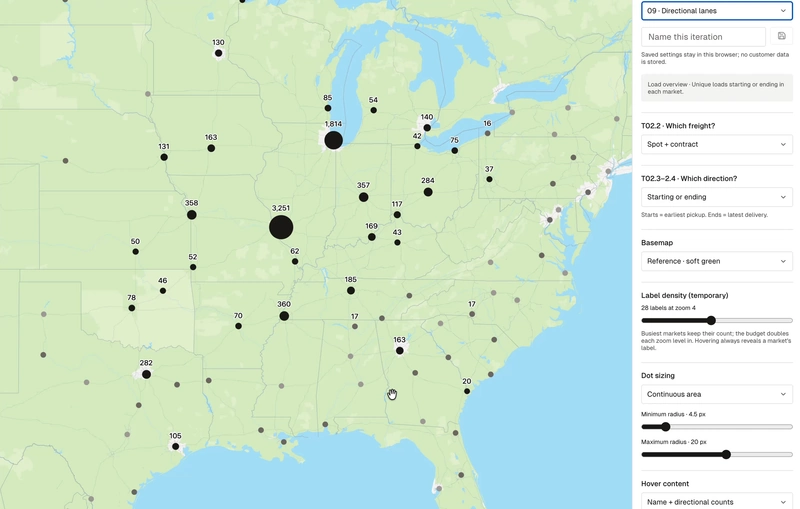 130
85
54
1,814
140
16
42
75
163
131
37
357
284
358
117
3,251
169
43
50
62
52
46
185
78
360
70
17
17
163
282
20
105
09 · Directional lanes
Name this iteration
Saved settings stay in this browser; no customer data
is stored.
Load overview · Unique loads starting or ending in
each market.
T02.2 · Which freight?
Spot + contract
T02.3–2.4 · Which direction?
Starting or ending
Starts = earliest pickup. Ends = latest delivery.
Basemap
Reference · soft green
Label density (temporary)
28 labels at zoom 4
Busiest markets keep their count; the budget doubles
each zoom level in. Hovering always reveals a market's
label.
Dot sizing
Continuous area
Minimum radius · 4.5 px
Maximum radius · 20 px
Hover content
Name + directional counts